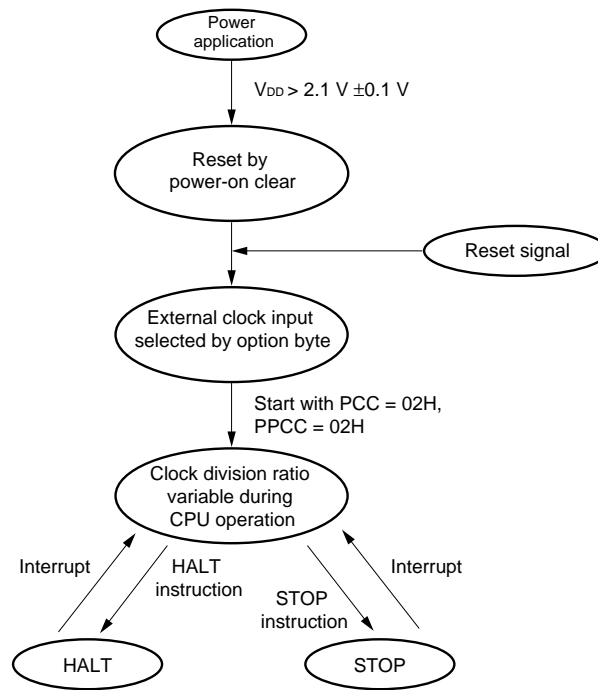 Power
application
VDD > 2.1 V ±0.1 V
Reset by
power-on clear
Reset signal
External clock input
selected by option byte
Start with PCC = 02H,
PPCC = 02H
Clock division ratio
variable during
CPU operation
Interrupt
HALT
instruction
STOP
instruction
Interrupt
HALT
STOP